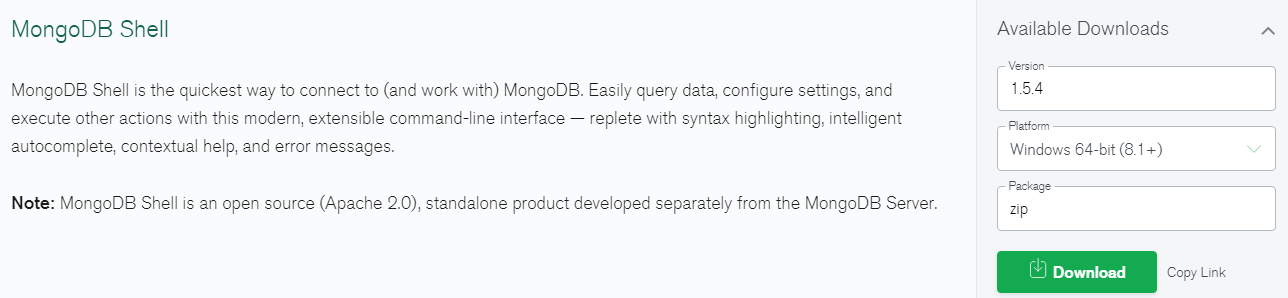 MongoDB Shell
MongoDB Shell is the quickest way to connect to (and work with) MongoDB. Easily query data, configure settings, and
execute other actions with this modern, extensible command-line interface — replete with syntax highlighting, intelligent
autocomplete, contextual help, and error messages.
Note: MongoDB Shell is an open source (Apache 2.0), standalone product developed separately from the MongoDB Server.
Available Downloads
Version
1.5.4
Platform
Windows 64-bit (8.1+)
Package
zip
Download Copy Link